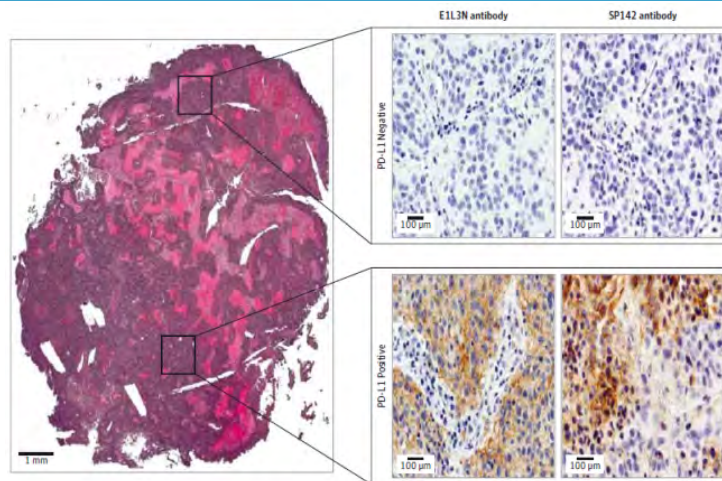 E1L3N antibody
SP142 antibody
PD-L1 Negative
100 µm
100 µm
PD-L1 Positive
100 µm
100 µm
1 mm